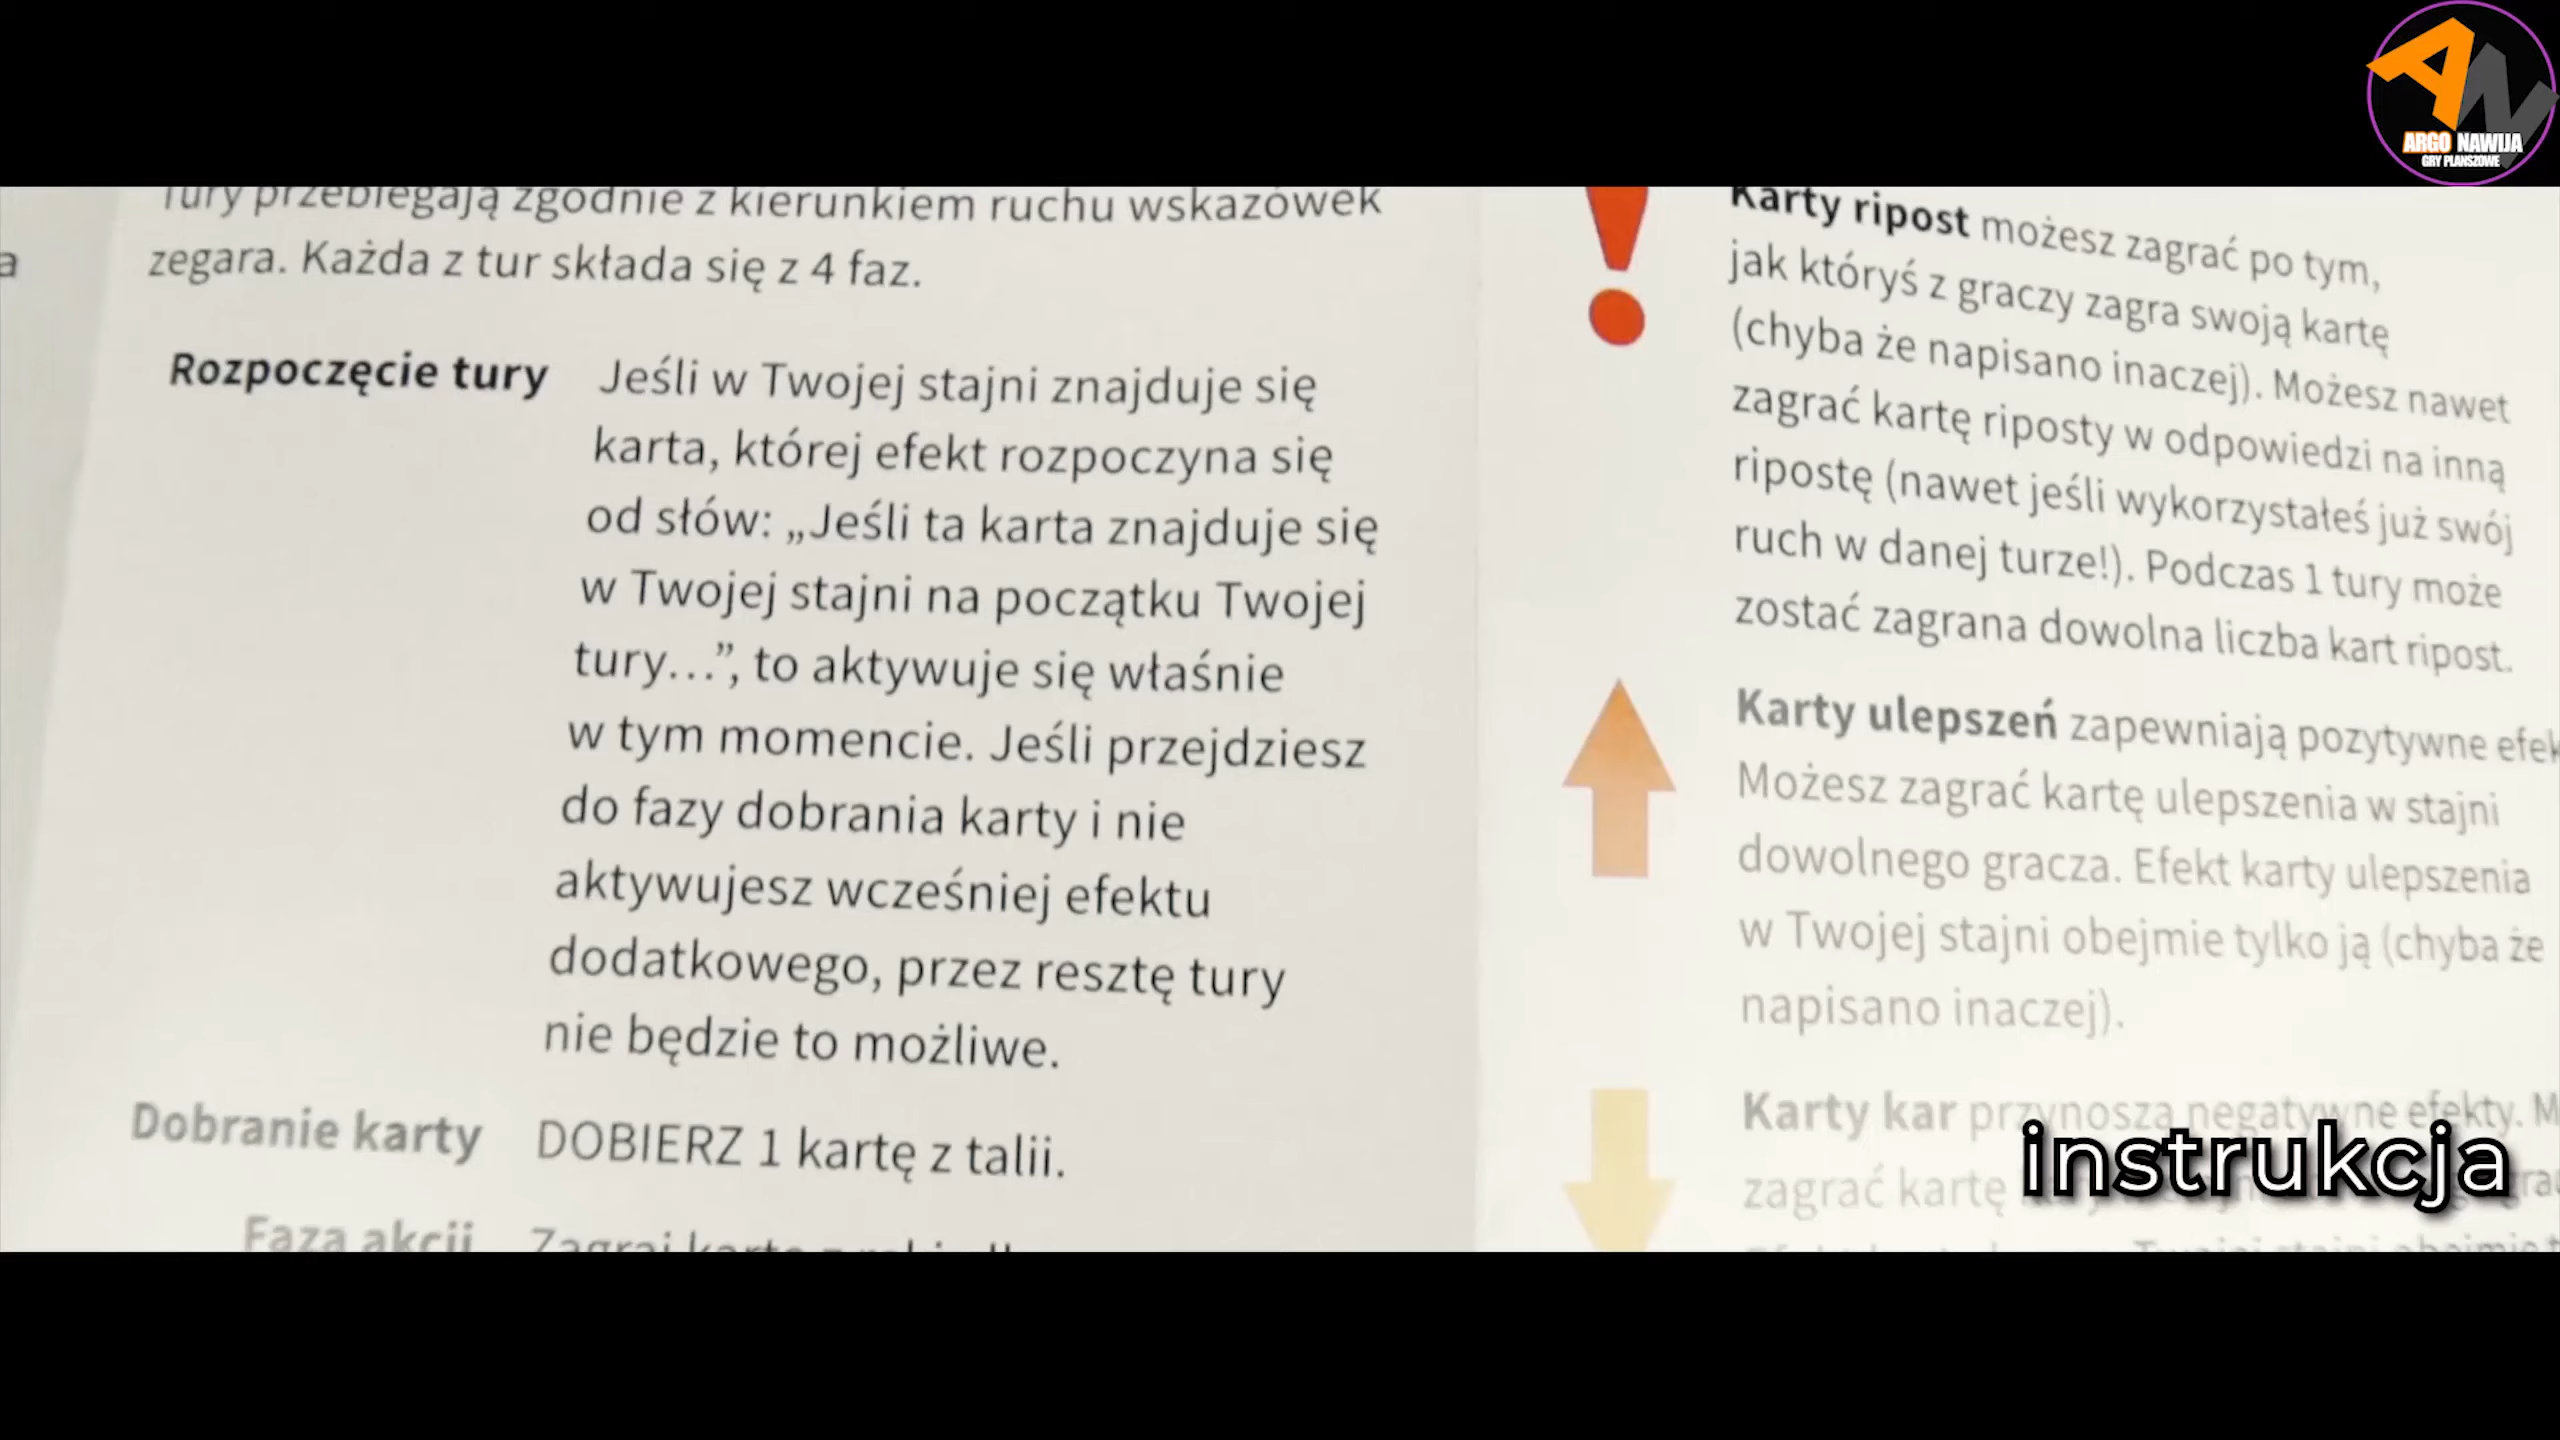 ARGO NAWIJA
GRY PLANSZOWE
a
Tury przebiegają zgodnie z kierunkiem ruchu wskazówek
zegara. Każda z tur składa się z 4 faz.
Rozpoczęcie tury
Jeśli w Twojej stajni znajduje się
karta, której efekt rozpoczyna się
od słów: „Jeśli ta karta znajduje się
w Twojej stajni na początku Twojej
tury…”, to aktywuje się właśnie
w tym momencie. Jeśli przejdziesz
do fazy dobrania karty i nie
aktywujesz wcześniej efektu
dodatkowego, przez resztę tury
nie będzie to możliwe.
Dobranie karty DOBIERZ 1 kartę z talii.
Faza akcji Zagraj kartę z ręki
Karty ripost możesz zagrać po tym,
jak któryś z graczy zagra swoją kartę
(chyba że napisano inaczej). Możesz nawet
zagrać kartę riposty w odpowiedzi na inną
ripostę (nawet jeśli wykorzystałeś już swój
ruch w danej turze!). Podczas 1 tury może
zostać zagrana dowolna liczba kart ripost.
Karty ulepszeń zapewniają pozytywne efek
Możesz zagrać kartę ulepszenia w stajni
dowolnego gracza. Efekt karty ulepszenia
w Twojej stajni obejmie tylko ją (chyba że
napisano inaczej).
Karty kar przynoszą negatywne efekty. M
zagrać kartę
instrukcja